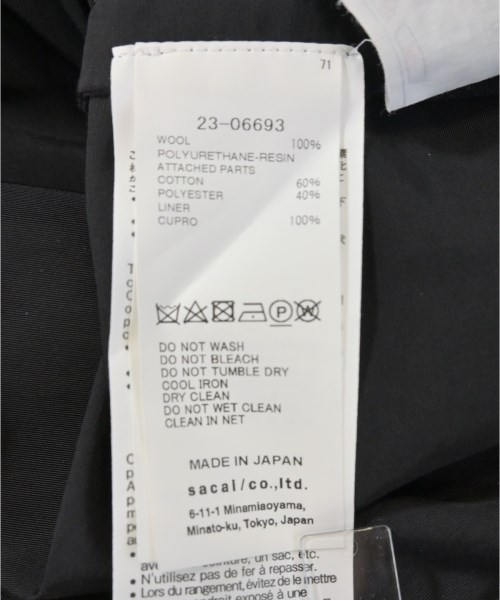 71
23-06693
WOOL 100%
POLYURETHANE-RESIN
ATTACHED PARTS
COTTON 60%
POLYESTER 40%
LINER
CUPRO 100%
P
W
DO NOT WASH
DO NOT BLEACH
DO NOT TUMBLE DRY
COOL IRON
DRY CLEAN
DO NOT WET CLEAN
CLEAN IN NET
MADE IN JAPAN
sacai/co.,ltd.
6-11-1 Minamiaoyama,
Minato-ku, Tokyo, Japan
un sac, etc.
• N'utilisez pas de fer à repasser.
• Lors du rangement, évitez de le mettre
exposé à une